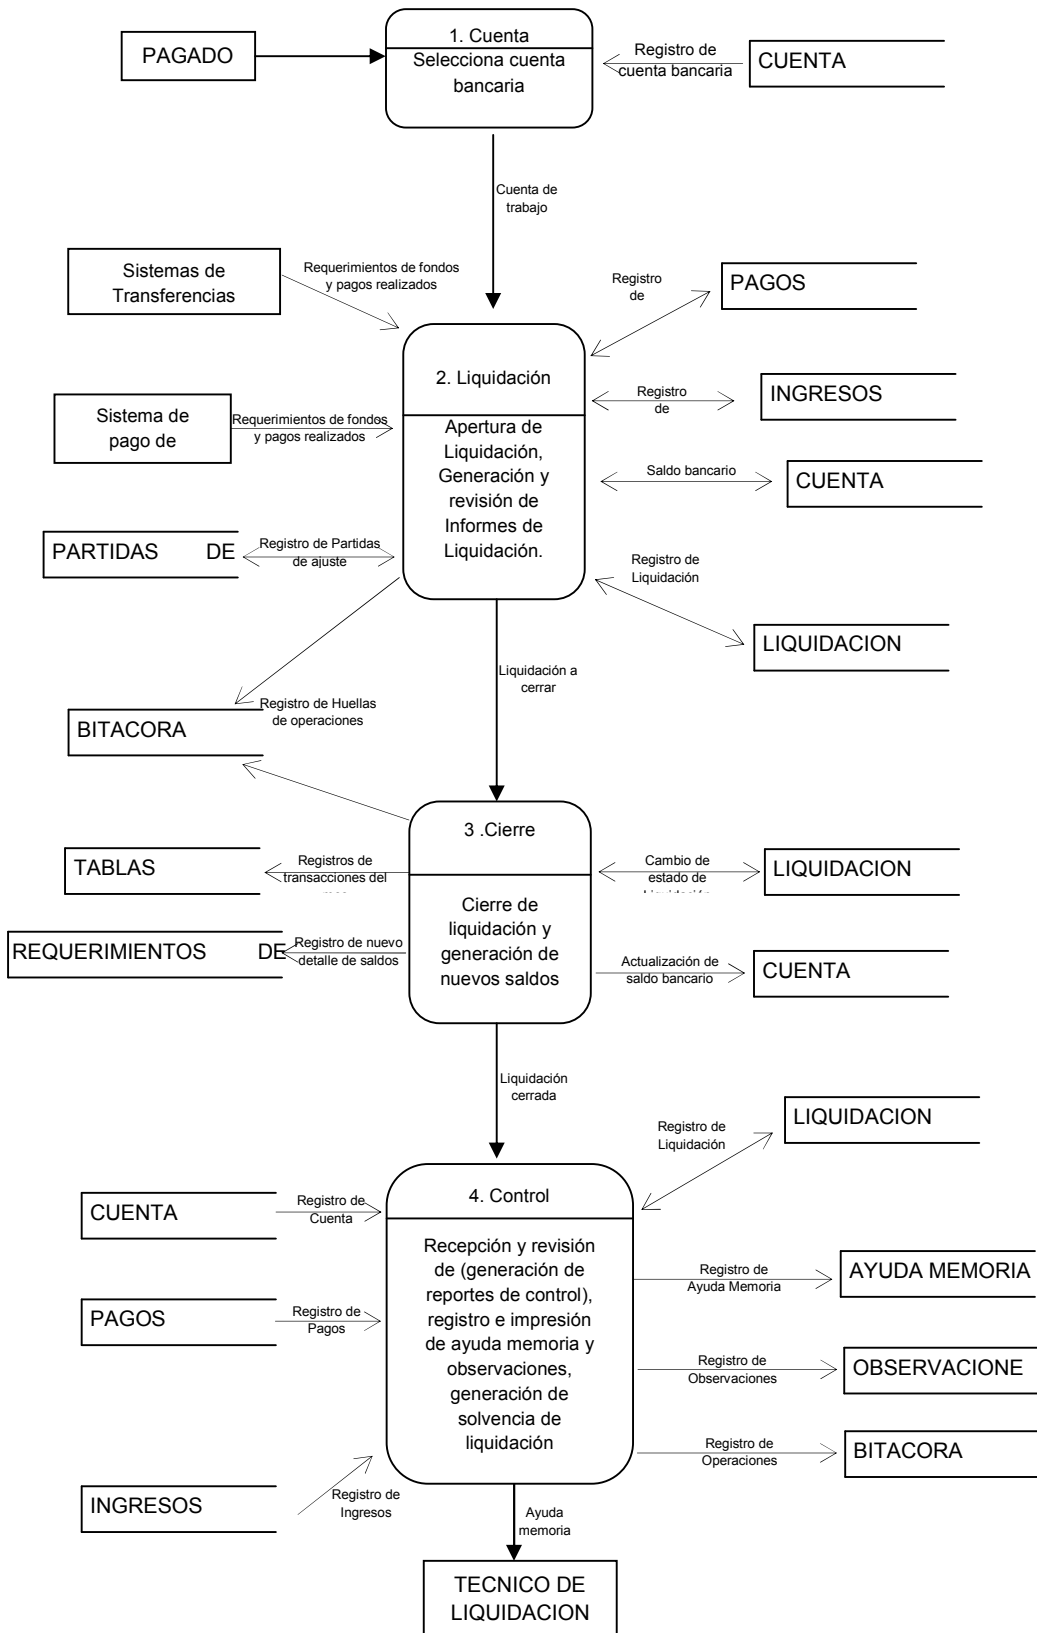 1. Cuenta
PAGADO
Selecciona cuenta
bancaria
Registro de
cuenta bancaria
CUENTA
Cuenta de
trabajo
Sistemas de
Transferencias
Requerimientos de fondos
y pagos realizados
Registro
de
PAGOS
2. Liquidación
Sistema de
pago de
Requerimientos de fondos
y pagos realizados
Registro
de
INGRESOS
Apertura de
Liquidación,
Generación y
revisión de
Informes de
Liquidación.
Saldo bancario
CUENTA
PARTIDAS DE
Registro de Partidas
de ajuste
Registro de
Liquidación
LIQUIDACION
Liquidación a
cerrar
BITACORA
Registro de Huellas
de operaciones
3 .Cierre
TABLAS
Registros de
transacciones del
Cambio de
estado de
Liquidación
LIQUIDACION
Cierre de
liquidación y
generación de
nuevos saldos
REQUERIMIENTOS DE
Registro de nuevo
detalle de saldos
Actualización de
saldo bancario
CUENTA
Liquidación
cerrada
Registro de
Liquidación
LIQUIDACION
4. Control
CUENTA
Registro de
Cuenta
Recepción y revisión
de (generación de
reportes de control),
registro e impresión
de ayuda memoria y
observaciones,
generación de
solvencia de
liquidación
Registro de
Ayuda Memoria
AYUDA MEMORIA
PAGOS
Registro de
Pagos
Registro de
Observaciones
OBSERVACIONE
Registro de
Operaciones
BITACORA
INGRESOS
Registro de
Ingresos
Ayuda
memoria
TECNICO DE
LIQUIDACION